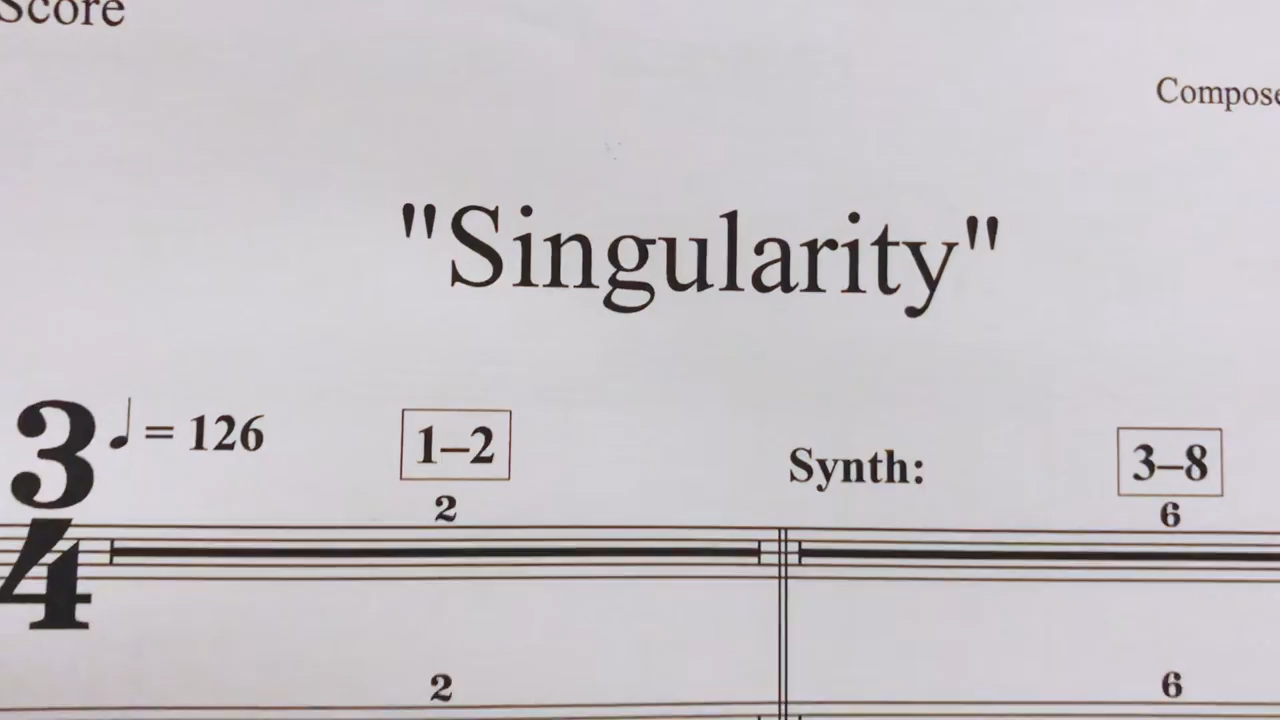 Score
Compose
"Singularity"
3
4
♩ = 126
1–2
Synth:
3–8
2
6
2
6